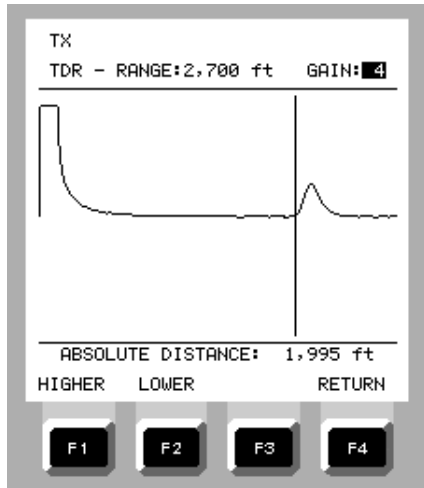 TX
TDR - RANGE:2,700 ft GAIN:4
ABSOLUTE DISTANCE: 1,995 ft
HIGHER LOWER RETURN
F1 F2 F3 F4